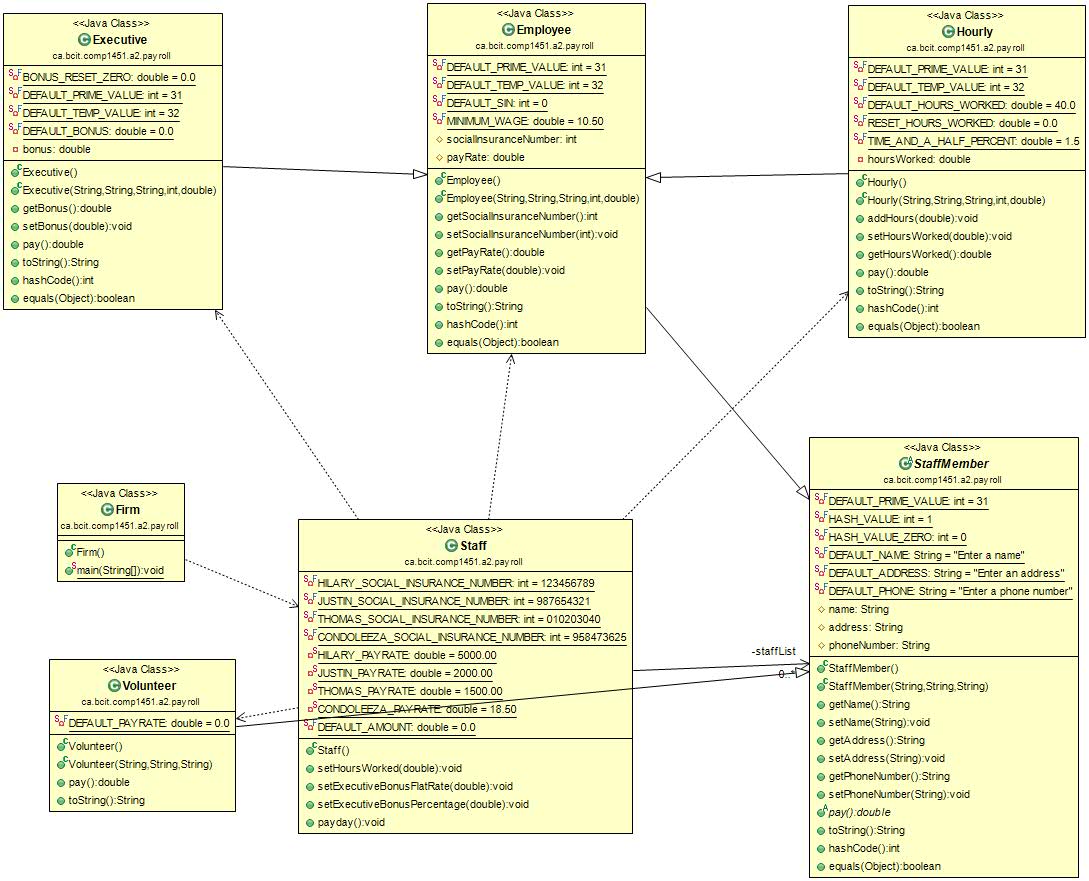 <<Java Class>>
Executive
ca.bcit.comp1451.a2.payroll
BONUS_RESET_ZERO: double = 0.0
DEFAULT_PRIME_VALUE: int = 31
DEFAULT_TEMP_VALUE: int = 32
DEFAULT_BONUS: double = 0.0
bonus: double
Executive()
Executive(String,String,String,int,double)
getBonus():double
setBonus(double):void
pay():double
toString():String
hashCode():int
equals(Object):boolean
<<Java Class>>
Employee
ca.bcit.comp1451.a2.payroll
DEFAULT_PRIME_VALUE: int = 31
DEFAULT_TEMP_VALUE: int = 32
DEFAULT_SIN: int = 0
MINIMUM_WAGE: double = 10.50
socialInsuranceNumber: int
payRate: double
Employee()
Employee(String,String,String,int,double)
getSocialInsuranceNumber():int
setSocialInsuranceNumber(int):void
getPayRate():double
setPayRate(double):void
pay():double
toString():String
hashCode():int
equals(Object):boolean
<<Java Class>>
Hourly
ca.bcit.comp1451.a2.payroll
DEFAULT_PRIME_VALUE: int = 31
DEFAULT_TEMP_VALUE: int = 32
DEFAULT_HOURS_WORKED: double = 40.0
RESET_HOURS_WORKED: double = 0.0
TIME_AND_A_HALF_PERCENT: double = 1.5
hoursWorked: double
Hourly()
Hourly(String,String,String,int,double)
addHours(double):void
setHoursWorked(double):void
getHoursWorked():double
pay():double
toString():String
hashCode():int
equals(Object):boolean
<<Java Class>>
Firm
ca.bcit.comp1451.a2.payroll
Firm()
main(String[]):void
<<Java Class>>
Staff
ca.bcit.comp1451.a2.payroll
HILARY_SOCIAL_INSURANCE_NUMBER: int = 123456789
JUSTIN_SOCIAL_INSURANCE_NUMBER: int = 987654321
THOMAS_SOCIAL_INSURANCE_NUMBER: int = 010203040
CONDOLEEZA_SOCIAL_INSURANCE_NUMBER: int = 958473625
HILARY_PAYRATE: double = 5000.00
JUSTIN_PAYRATE: double = 2000.00
THOMAS_PAYRATE: double = 1500.00
CONDOLEEZA_PAYRATE: double = 18.50
DEFAULT_AMOUNT: double = 0.0
Staff()
setHoursWorked(double):void
setExecutiveBonusFlatRate(double):void
setExecutiveBonusPercentage(double):void
payday():void
<<Java Class>>
Volunteer
ca.bcit.comp1451.a2.payroll
DEFAULT_PAYRATE: double = 0.0
Volunteer()
Volunteer(String,String,String)
pay():double
toString():String
-staffList
0..*
<<Java Class>>
StaffMember
ca.bcit.comp1451.a2.payroll
DEFAULT_PRIME_VALUE: int = 31
HASH_VALUE: int = 1
HASH_VALUE_ZERO: int = 0
DEFAULT_NAME: String = "Enter a name"
DEFAULT_ADDRESS: String = "Enter an address"
DEFAULT_PHONE: String = "Enter a phone number"
name: String
address: String
phoneNumber: String
StaffMember()
StaffMember(String,String,String)
getName():String
setName(String):void
getAddress():String
setAddress(String):void
getPhoneNumber():String
setPhoneNumber(String):void
pay():double
toString():String
hashCode():int
equals(Object):boolean